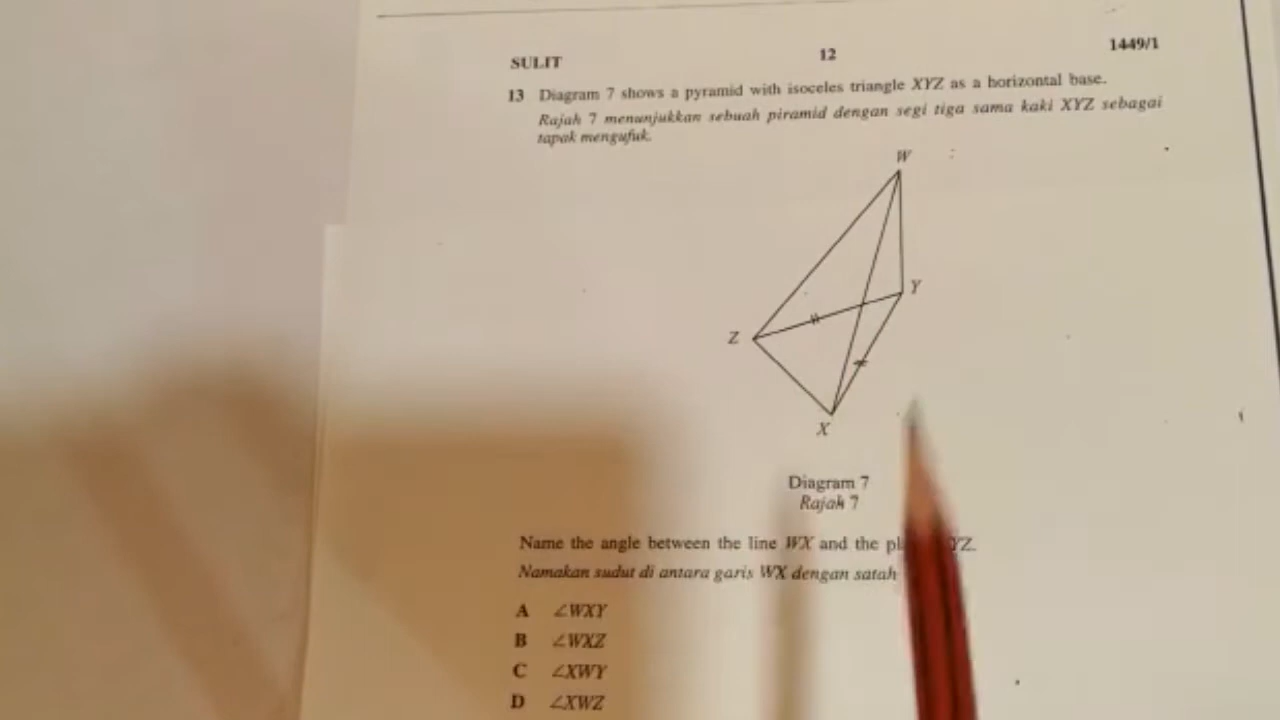 SULIT 12 1449/1
13 Diagram 7 shows a pyramid with isoceles triangle XYZ as a horizontal base.
Rajah 7 menunjukkan sebuah piramid dengan segi tiga sama kaki XYZ sebagai
tapak mengufuk.
W
Y
Z
X
Diagram 7
Rajah 7
Name the angle between the line WX and the YZ.
Namakan sudut di antara garis WX dengan satah
A ∠WXY
B ∠WXZ
C ∠XWY
D ∠XWZ